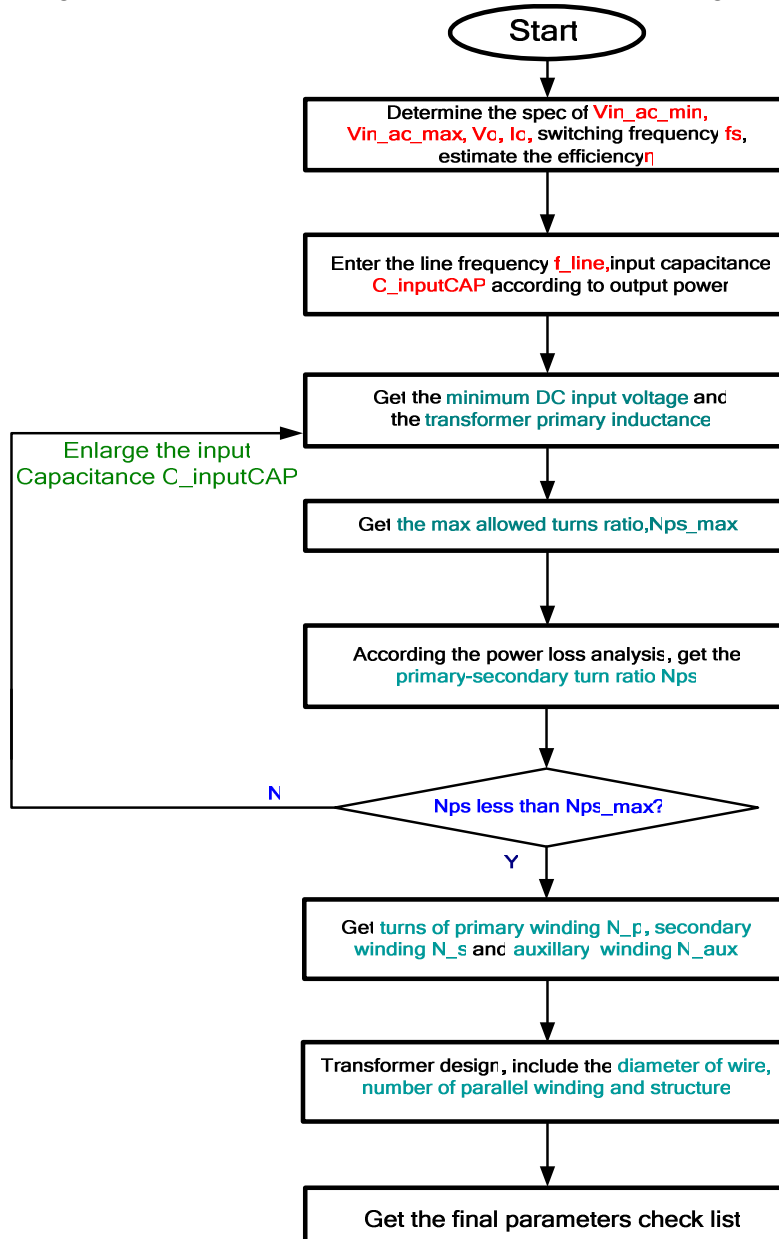 Start
Determine the spec of Vin_ac_min,
Vin_ac_max, Vo, Io, switching frequency fs,
estimate the efficiencyη
Enter the line frequency f_line,input capacitance
C_inputCAP according to output power
Get the minimum DC input voltage and
the transformer primary inductance
Enlarge the input
Capacitance C_inputCAP
Get the max allowed turns ratio,Nps_max
According the power loss analysis, get the
primary-secondary turn ratio Nps
N
Nps less than Nps_max?
Y
Get turns of primary winding N_p, secondary
winding N_s and auxillary winding N_aux
Transformer design, include the diameter of wire,
number of parallel winding and structure
Get the final parameters check list